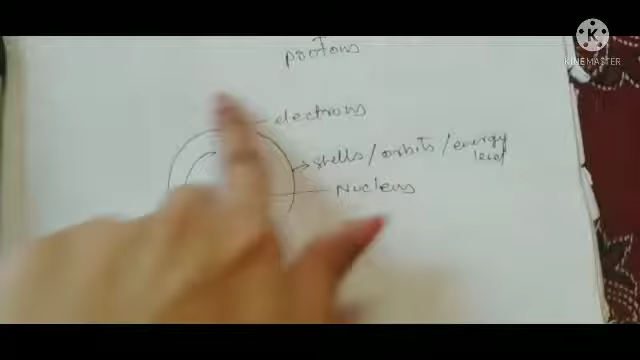 KINEMASTER
protons
electrons
shells/orbits/energy
level
Nucleus